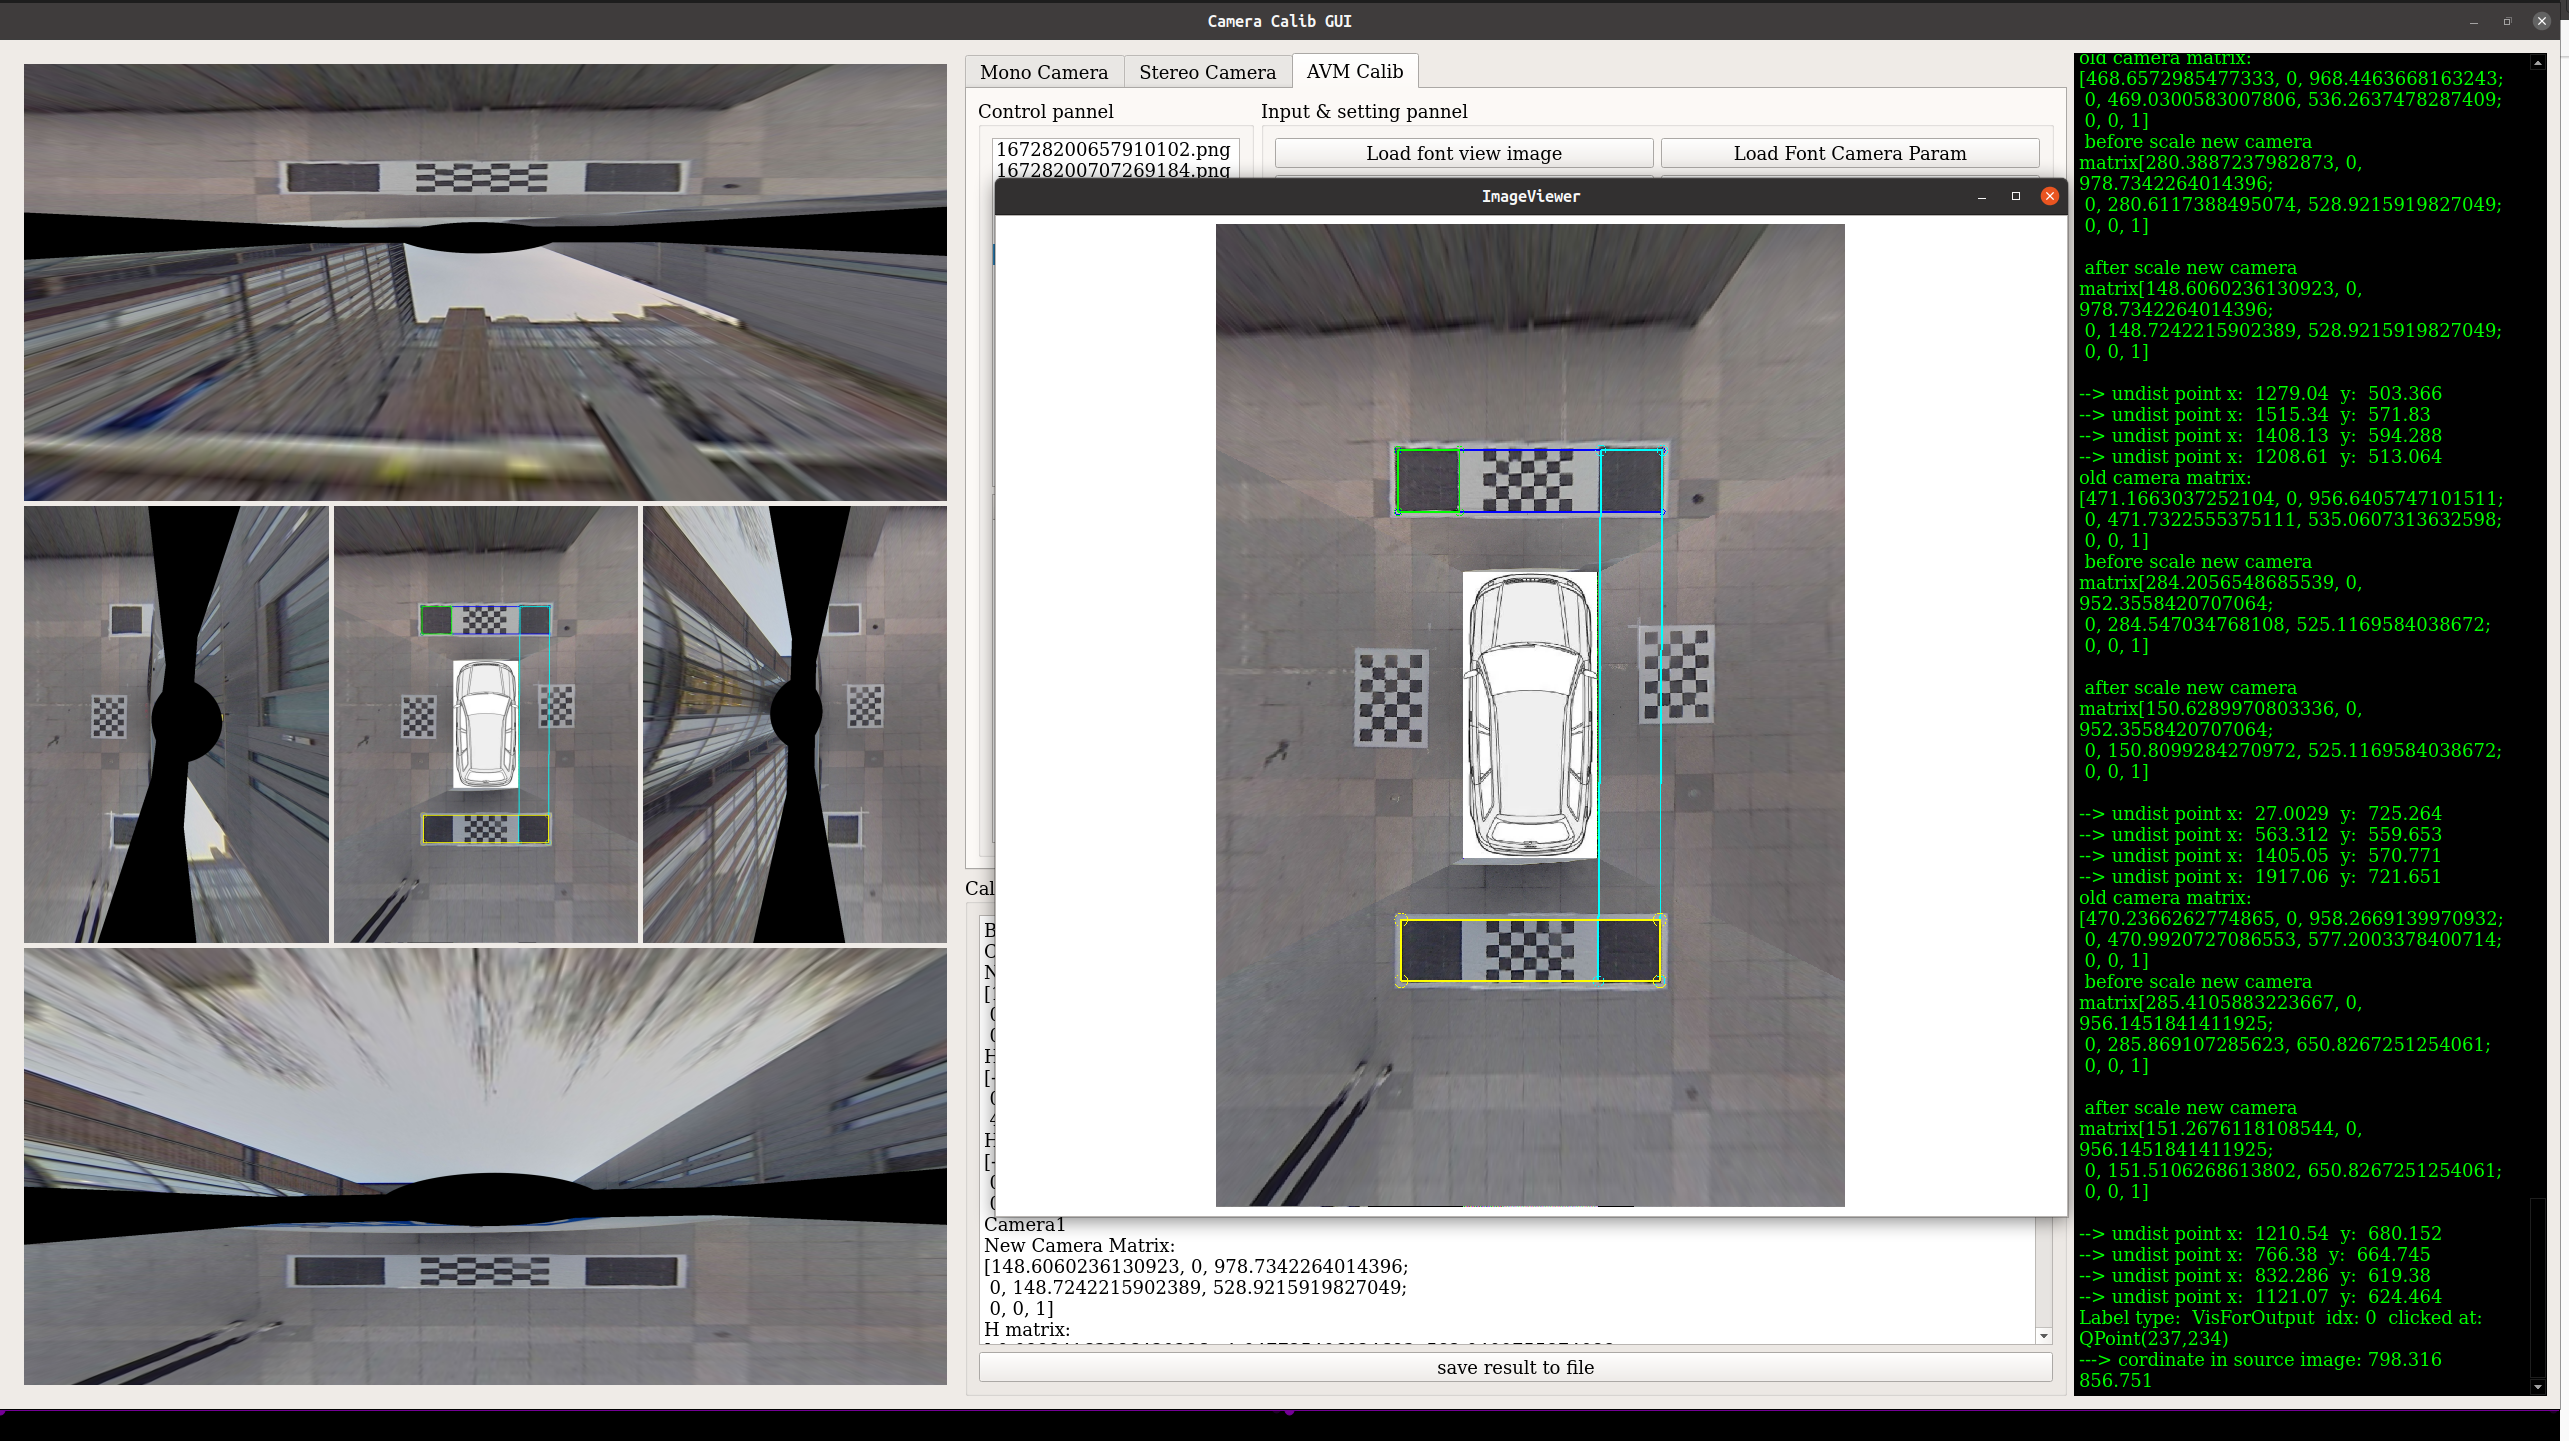 Camera Calib GUI
Mono Camera
Stereo Camera
AVM Calib
Control pannel
Input & setting pannel
16728200657910102.png
16728200707269184.png
Load font view image
Load Font Camera Param
ImageViewer
Cal
B
C
N
[1
0
0
H
[-
0
4
H
[-
0
0
Camera1
New Camera Matrix:
[148.6060236130923, 0, 978.7342264014396;
0, 148.7242215902389, 528.9215919827049;
0, 0, 1]
H matrix:
save result to file
old camera matrix:
[468.6572985477333, 0, 968.4463668163243;
0, 469.0300583007806, 536.2637478287409;
0, 0, 1]
before scale new camera
matrix[280.3887237982873, 0,
978.7342264014396;
0, 280.6117388495074, 528.9215919827049;
0, 0, 1]
after scale new camera
matrix[148.6060236130923, 0,
978.7342264014396;
0, 148.7242215902389, 528.9215919827049;
0, 0, 1]
--> undist point x:  1279.04  y:  503.366
--> undist point x:  1515.34  y:  571.83
--> undist point x:  1408.13  y:  594.288
--> undist point x:  1208.61  y:  513.064
old camera matrix:
[471.1663037252104, 0, 956.6405747101511;
0, 471.7322555375111, 535.0607313632598;
0, 0, 1]
before scale new camera
matrix[284.2056548685539, 0,
952.3558420707064;
0, 284.547034768108, 525.1169584038672;
0, 0, 1]
after scale new camera
matrix[150.6289970803336, 0,
952.3558420707064;
0, 150.8099284270972, 525.1169584038672;
0, 0, 1]
--> undist point x:  27.0029  y:  725.264
--> undist point x:  563.312  y:  559.653
--> undist point x:  1405.05  y:  570.771
--> undist point x:  1917.06  y:  721.651
old camera matrix:
[470.2366262774865, 0, 958.2669139970932;
0, 470.9920727086553, 577.2003378400714;
0, 0, 1]
before scale new camera
matrix[285.4105883223667, 0,
956.1451841411925;
0, 285.869107285623, 650.8267251254061;
0, 0, 1]
after scale new camera
matrix[151.2676118108544, 0,
956.1451841411925;
0, 151.5106268613802, 650.8267251254061;
0, 0, 1]
--> undist point x:  1210.54  y:  680.152
--> undist point x:  766.38  y:  664.745
--> undist point x:  832.286  y:  619.38
--> undist point x:  1121.07  y:  624.464
Label type:  VisForOutput  idx: 0  clicked at:
QPoint(237,234)
---> cordinate in source image: 798.316
856.751